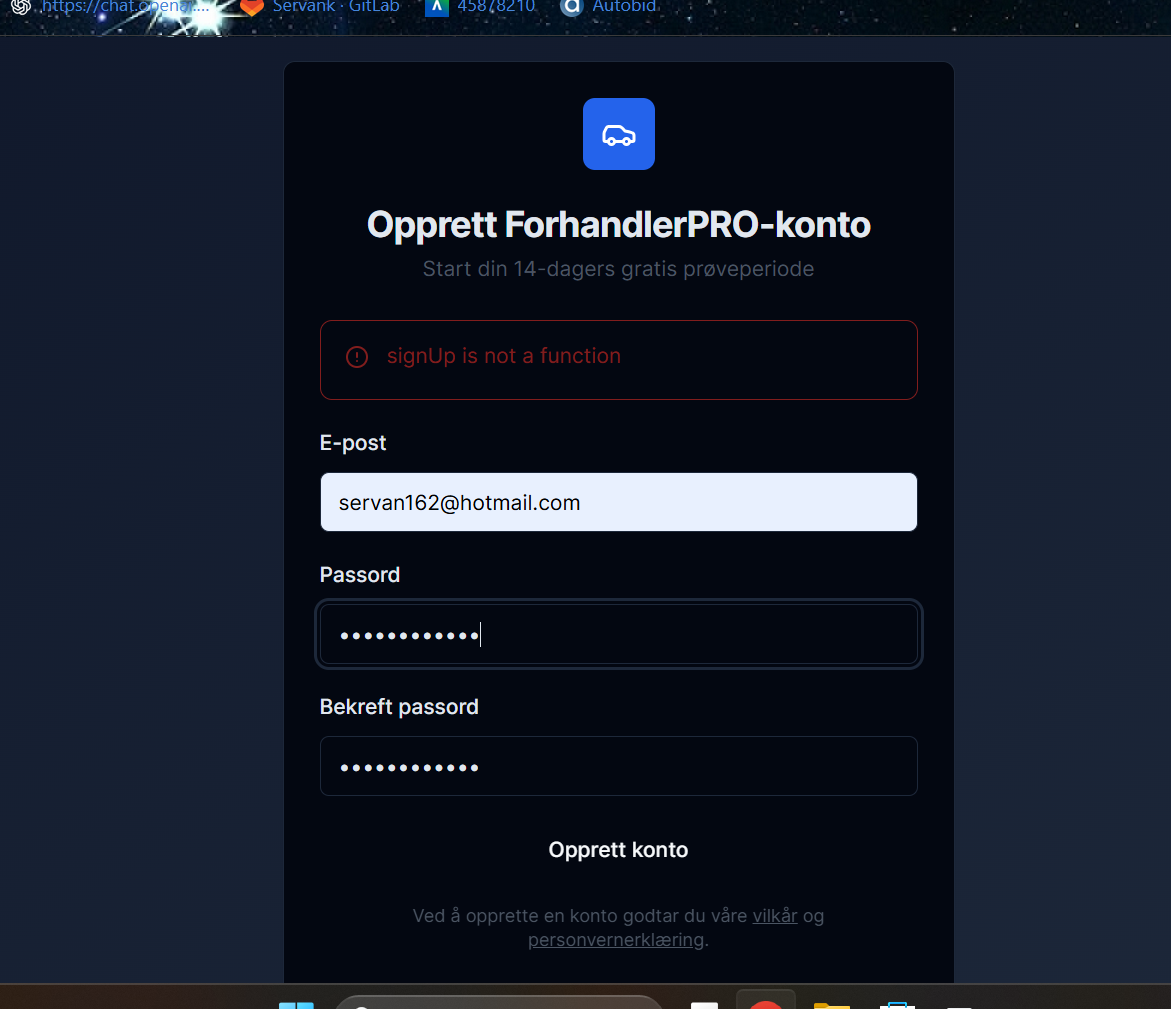 https://chat.openai....
Servank · GitLab
45878210
Autobid
Opprett ForhandlerPRO-konto
Start din 14-dagers gratis prøveperiode
signUp is not a function
E-post
servan162@hotmail.com
Passord
••••••••••••
Bekreft passord
••••••••••••
Opprett konto
Ved å opprette en konto godtar du våre vilkår og
personvernerklæring.